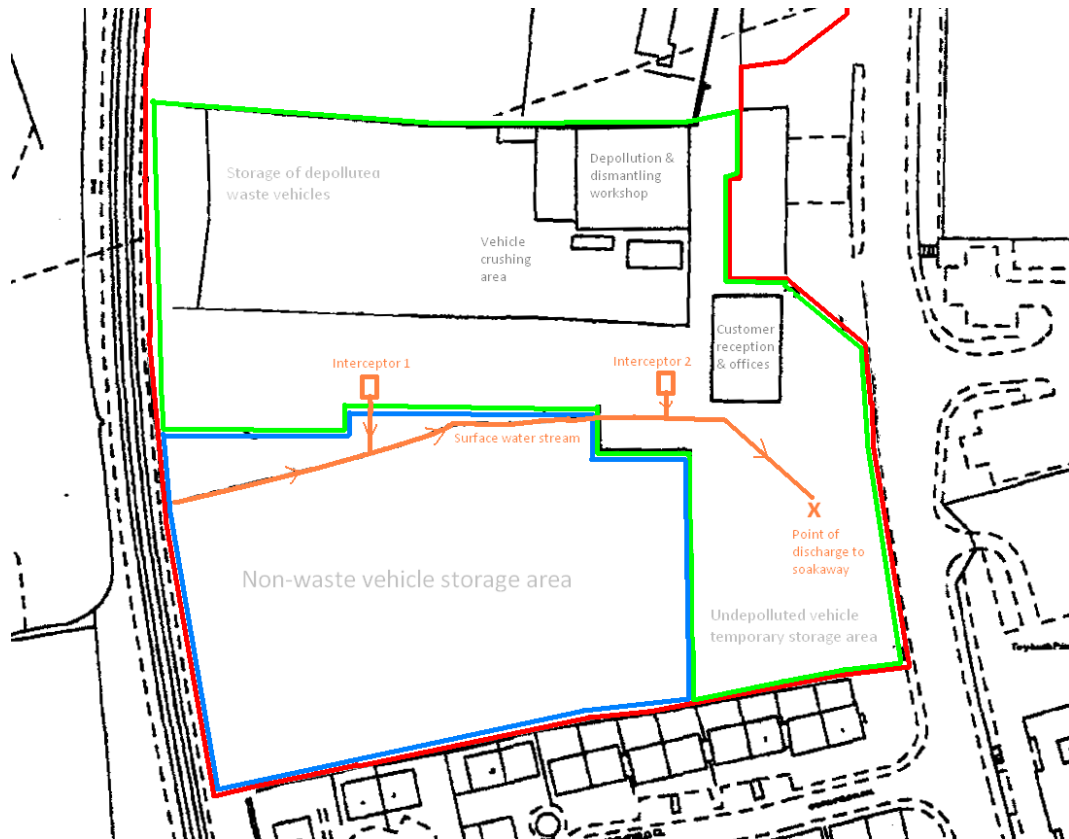 Storage of depolluted
waste vehicles
Depollution &
dismantling
workshop
Vehicle
crushing
area
Customer
reception
& offices
Interceptor 1
Interceptor 2
Surface water stream
X
Point of
discharge to
soakaway
Non-waste vehicle storage area
Undepolluted vehicle
temporary storage area